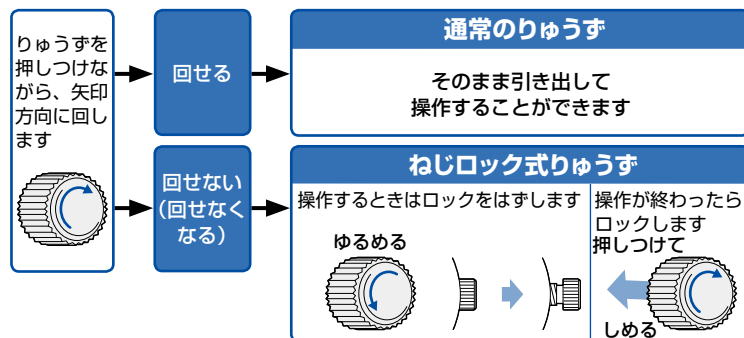 りゅうずを
押しつけな
がら、矢印
方向に回し
ます
回せる
通常のりゅうず
そのまま引き出して
操作することができます
回せない
（回せなく
なる）
ねじロック式りゅうず
操作するときはロックをはずします
ゆるめる
操作が終わったら
ロックします
押しつけて
しめる